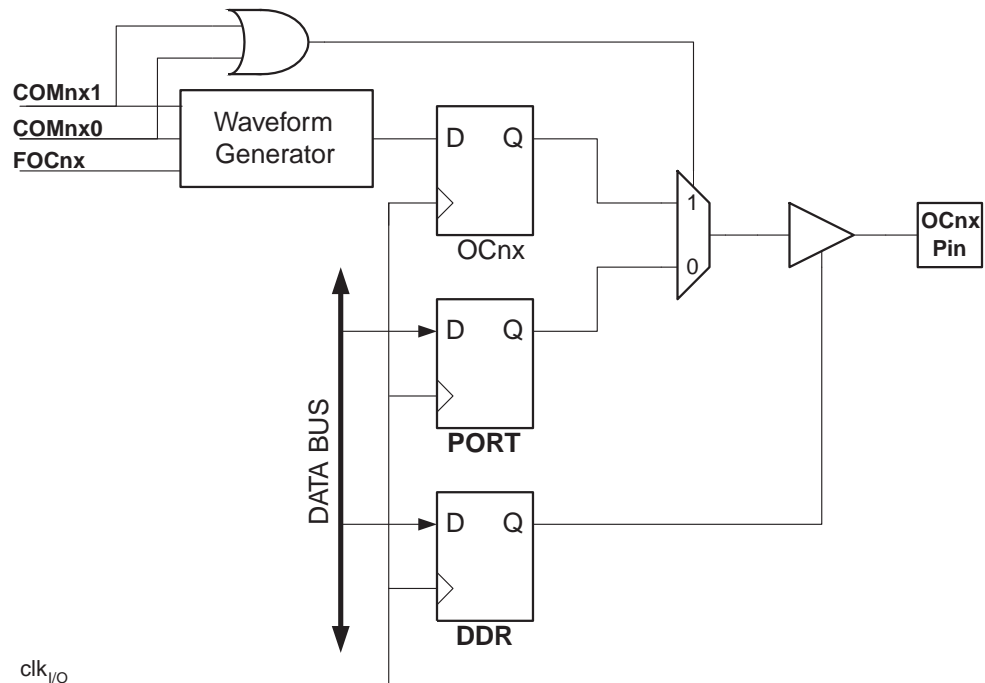 COMnx1
COMnx0
FOCnx
Waveform
Generator
D Q
OCnx
1
0
OCnx
Pin
D Q
PORT
DATA BUS
D Q
DDR
clkI/O